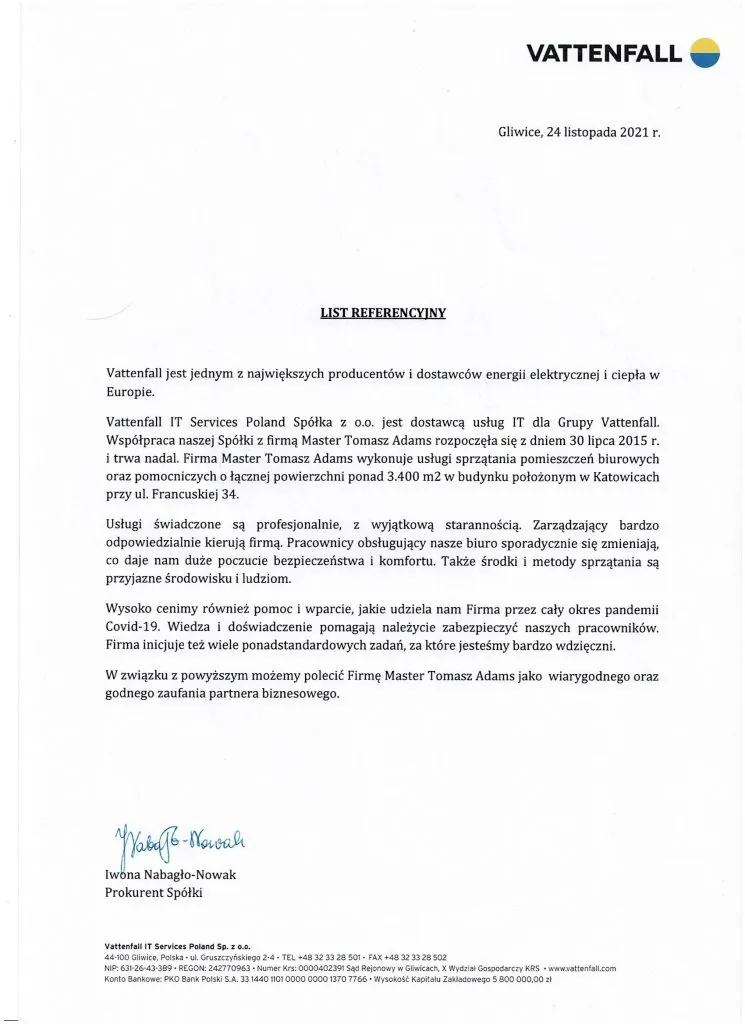 VATTENFALL
Gliwice, 24 listopada 2021 r.
LIST REFERENCYJNY
Vattenfall jest jednym z największych producentów i dostawców energii elektrycznej i ciepła w
Europie.
Vattenfall IT Services Poland Spółka z o.o. jest dostawcą usług IT dla Grupy Vattenfall.
Współpraca naszej Spółki z firmą Master Tomasz Adams rozpoczęła się z dniem 30 lipca 2015 r.
i trwa nadal. Firma Master Tomasz Adams wykonuje usługi sprzątania pomieszczeń biurowych
oraz pomocniczych o łącznej powierzchni ponad 3.400 m2 w budynku położonym w Katowicach
przy ul. Francuskiej 34.
Usługi świadczone są profesjonalnie, z wyjątkową starannością. Zarządzający bardzo
odpowiedzialnie kierują firmą. Pracownicy obsługujący nasze biuro sporadycznie się zmieniają,
co daje nam duże poczucie bezpieczeństwa i komfortu. Także środki i metody sprzątania są
przyjazne środowisku i ludziom.
Wysoko cenimy również pomoc i wparcie, jakie udziela nam Firma przez cały okres pandemii
Covid-19. Wiedza i doświadczenie pomagają należycie zabezpieczyć naszych pracowników.
Firma inicjuje też wiele ponadstandardowych zadań, za które jesteśmy bardzo wdzięczni.
W związku z powyższym możemy polecić Firmę Master Tomasz Adams jako wiarygodnego oraz
godnego zaufania partnera biznesowego.
INabagło-Nowak
Iwona Nabagło-Nowak
Prokurent Spółki
Vattenfall IT Services Poland Sp. z o.o.
44-100 Gliwice, Polska • ul. Gruszczyńskiego 2-4 • TEL +48 32 33 28 501 • FAX +48 32 33 28 502
NIP: 631-26-43-389 • REGON: 242770963 • Numer Krs: 0000402391 Sąd Rejonowy w Gliwicach, X Wydział Gospodarczy KRS • www.vattenfall.com
Konto Bankowe: PKO Bank Polski S.A. 33 1440 1101 0000 0000 1370 7766 • Wysokość Kapitału Zakładowego 5 800 000,00 zł